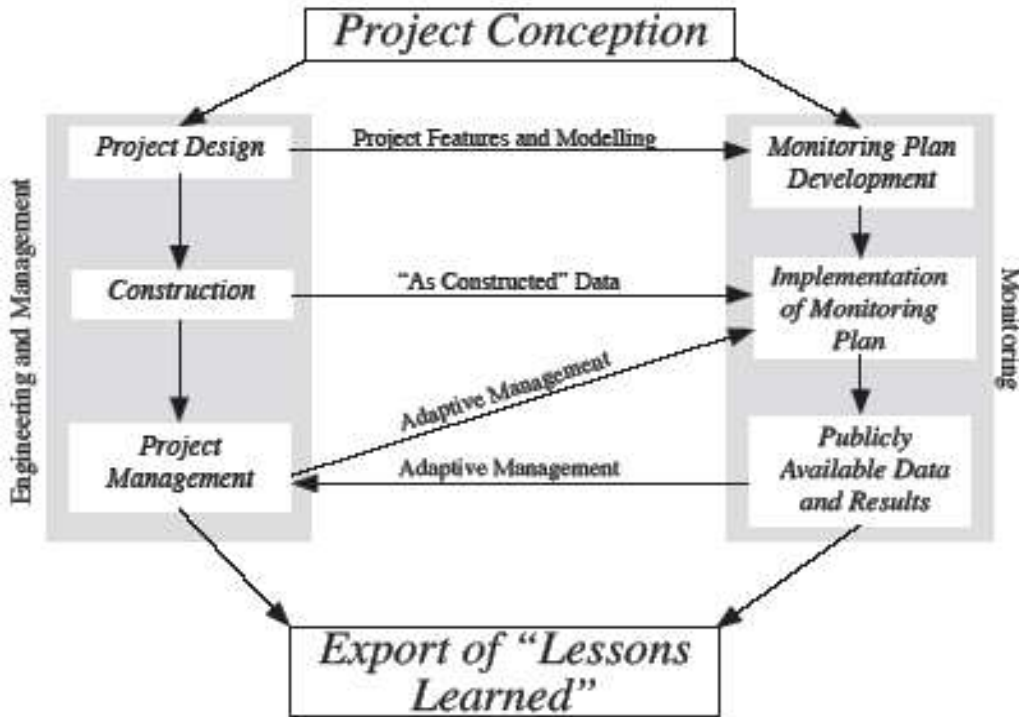 Project Conception
Project Design
Project Features and Modelling
Monitoring Plan
Development
Engineering and Management
Construction
“As Constructed” Data
Implementation
of Monitoring
Plan
Monitoring
Adaptive Management
Project
Management
Adaptive Management
Publicly
Available Data
and Results
Export of “Lessons
Learned”